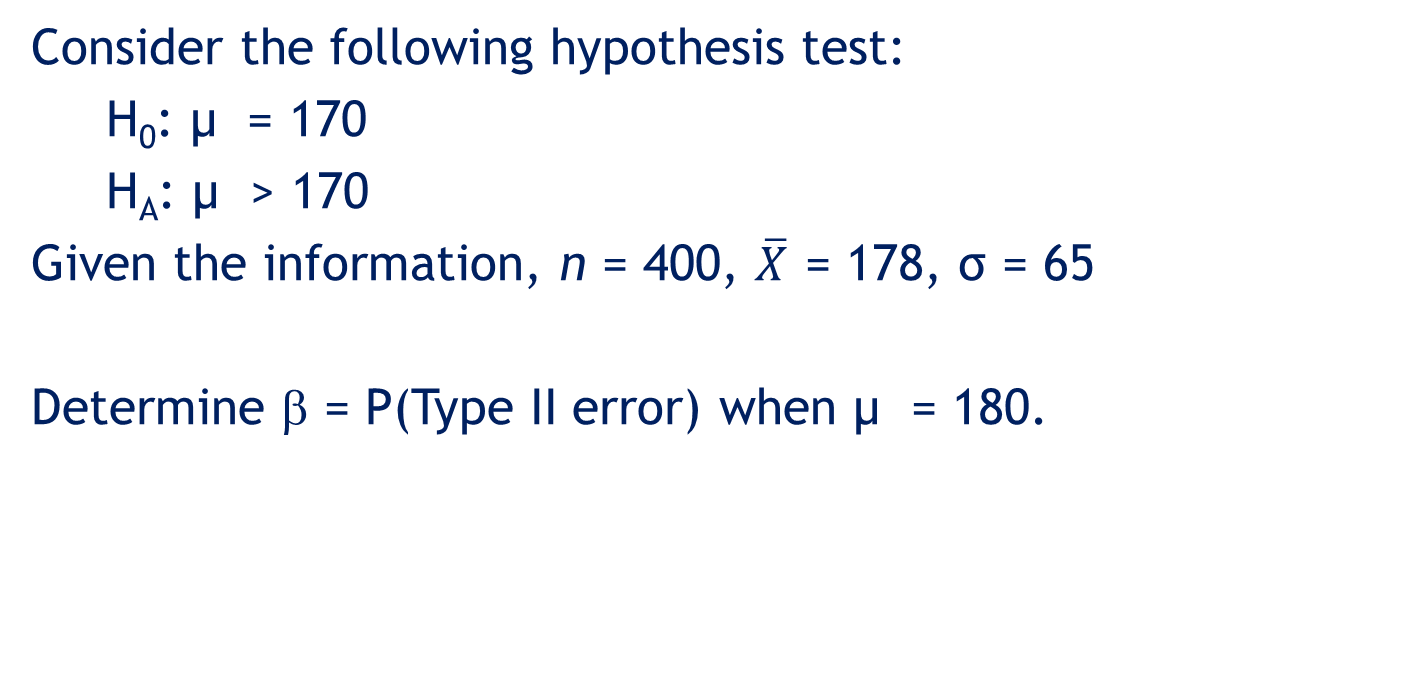 Consider the following hypothesis test:
H₀: µ = 170
H_A: µ > 170
Given the information, n = 400, X̄ = 178, σ = 65
Determine β = P(Type II error) when µ = 180.